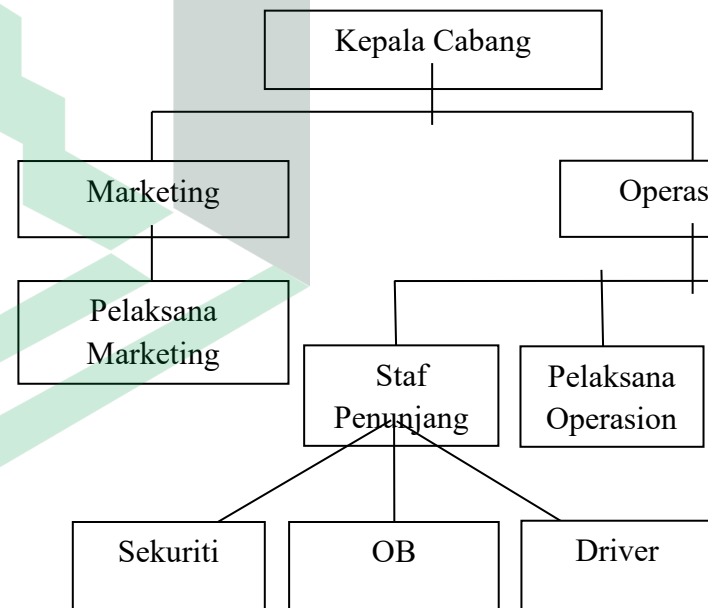 Kepala Cabang
Marketing
Operas
Pelaksana
Marketing
Staf
Penunjang
Pelaksana
Operasion
Sekuriti
OB
Driver